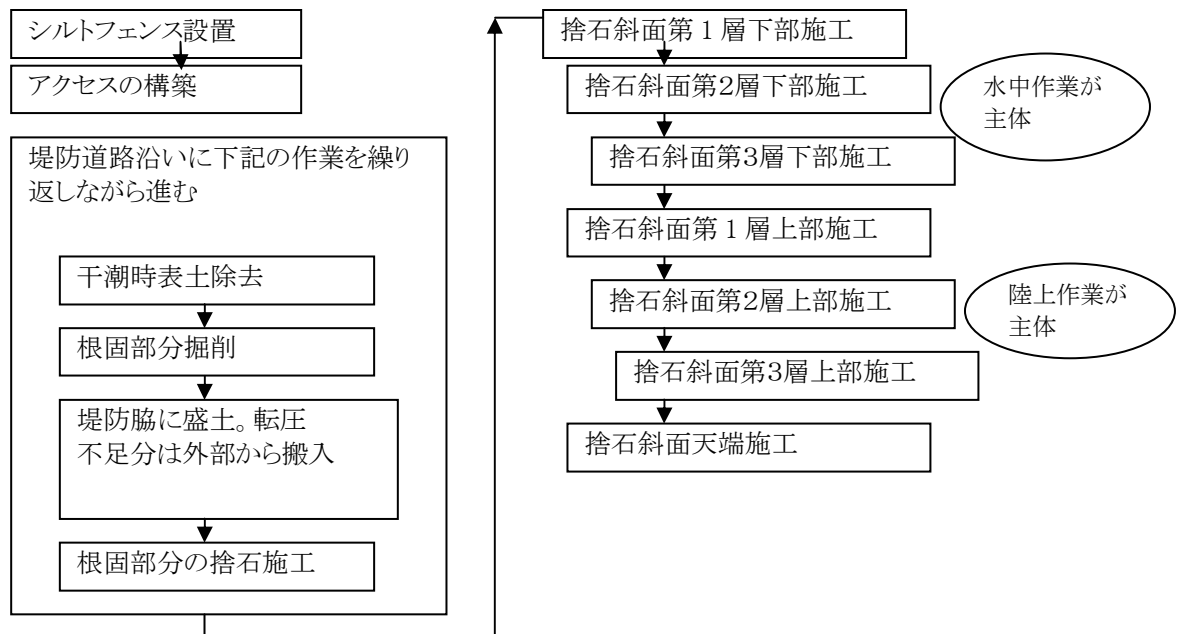 シルトフェンス設置
アクセスの構築
堤防道路沿いに下記の作業を繰り
返しながら進む
干潮時表土除去
根固部分掘削
堤防脇に盛土。転圧
不足分は外部から搬入
根固部分の捨石施工
捨石斜面第１層下部施工
捨石斜面第2層下部施工
水中作業が
主体
捨石斜面第3層下部施工
捨石斜面第１層上部施工
捨石斜面第2層上部施工
陸上作業が
主体
捨石斜面第3層上部施工
捨石斜面天端施工